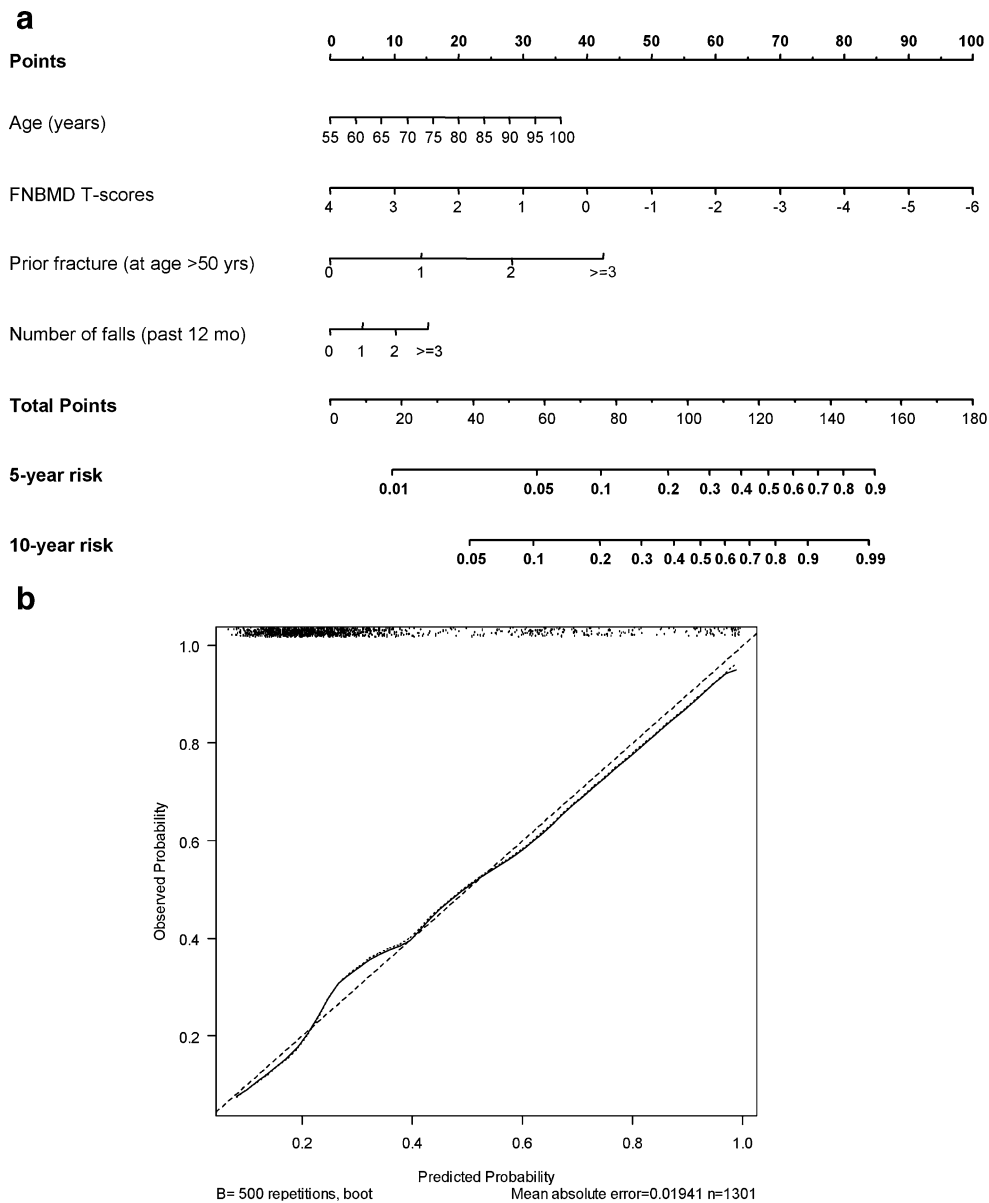 a
0 10 20 30 40 50 60 70 80 90 100
Points
Age (years)
55 60 65 70 75 80 85 90 95 100
FNBMD T-scores
4 3 2 1 0 -1 -2 -3 -4 -5 -6
Prior fracture (at age >50 yrs)
0 1 2 >=3
Number of falls (past 12 mo)
0 1 2 >=3
Total Points
0 20 40 60 80 100 120 140 160 180
5-year risk
0.01 0.05 0.1 0.2 0.3 0.4 0.5 0.6 0.7 0.8 0.9
10-year risk
0.05 0.1 0.2 0.3 0.4 0.5 0.6 0.7 0.8 0.9 0.99
b
1.0
0.8
0.6
0.4
0.2
Observed Probability
0.2 0.4 0.6 0.8 1.0
Predicted Probability
B= 500 repetitions, boot Mean absolute error=0.01941 n=1301